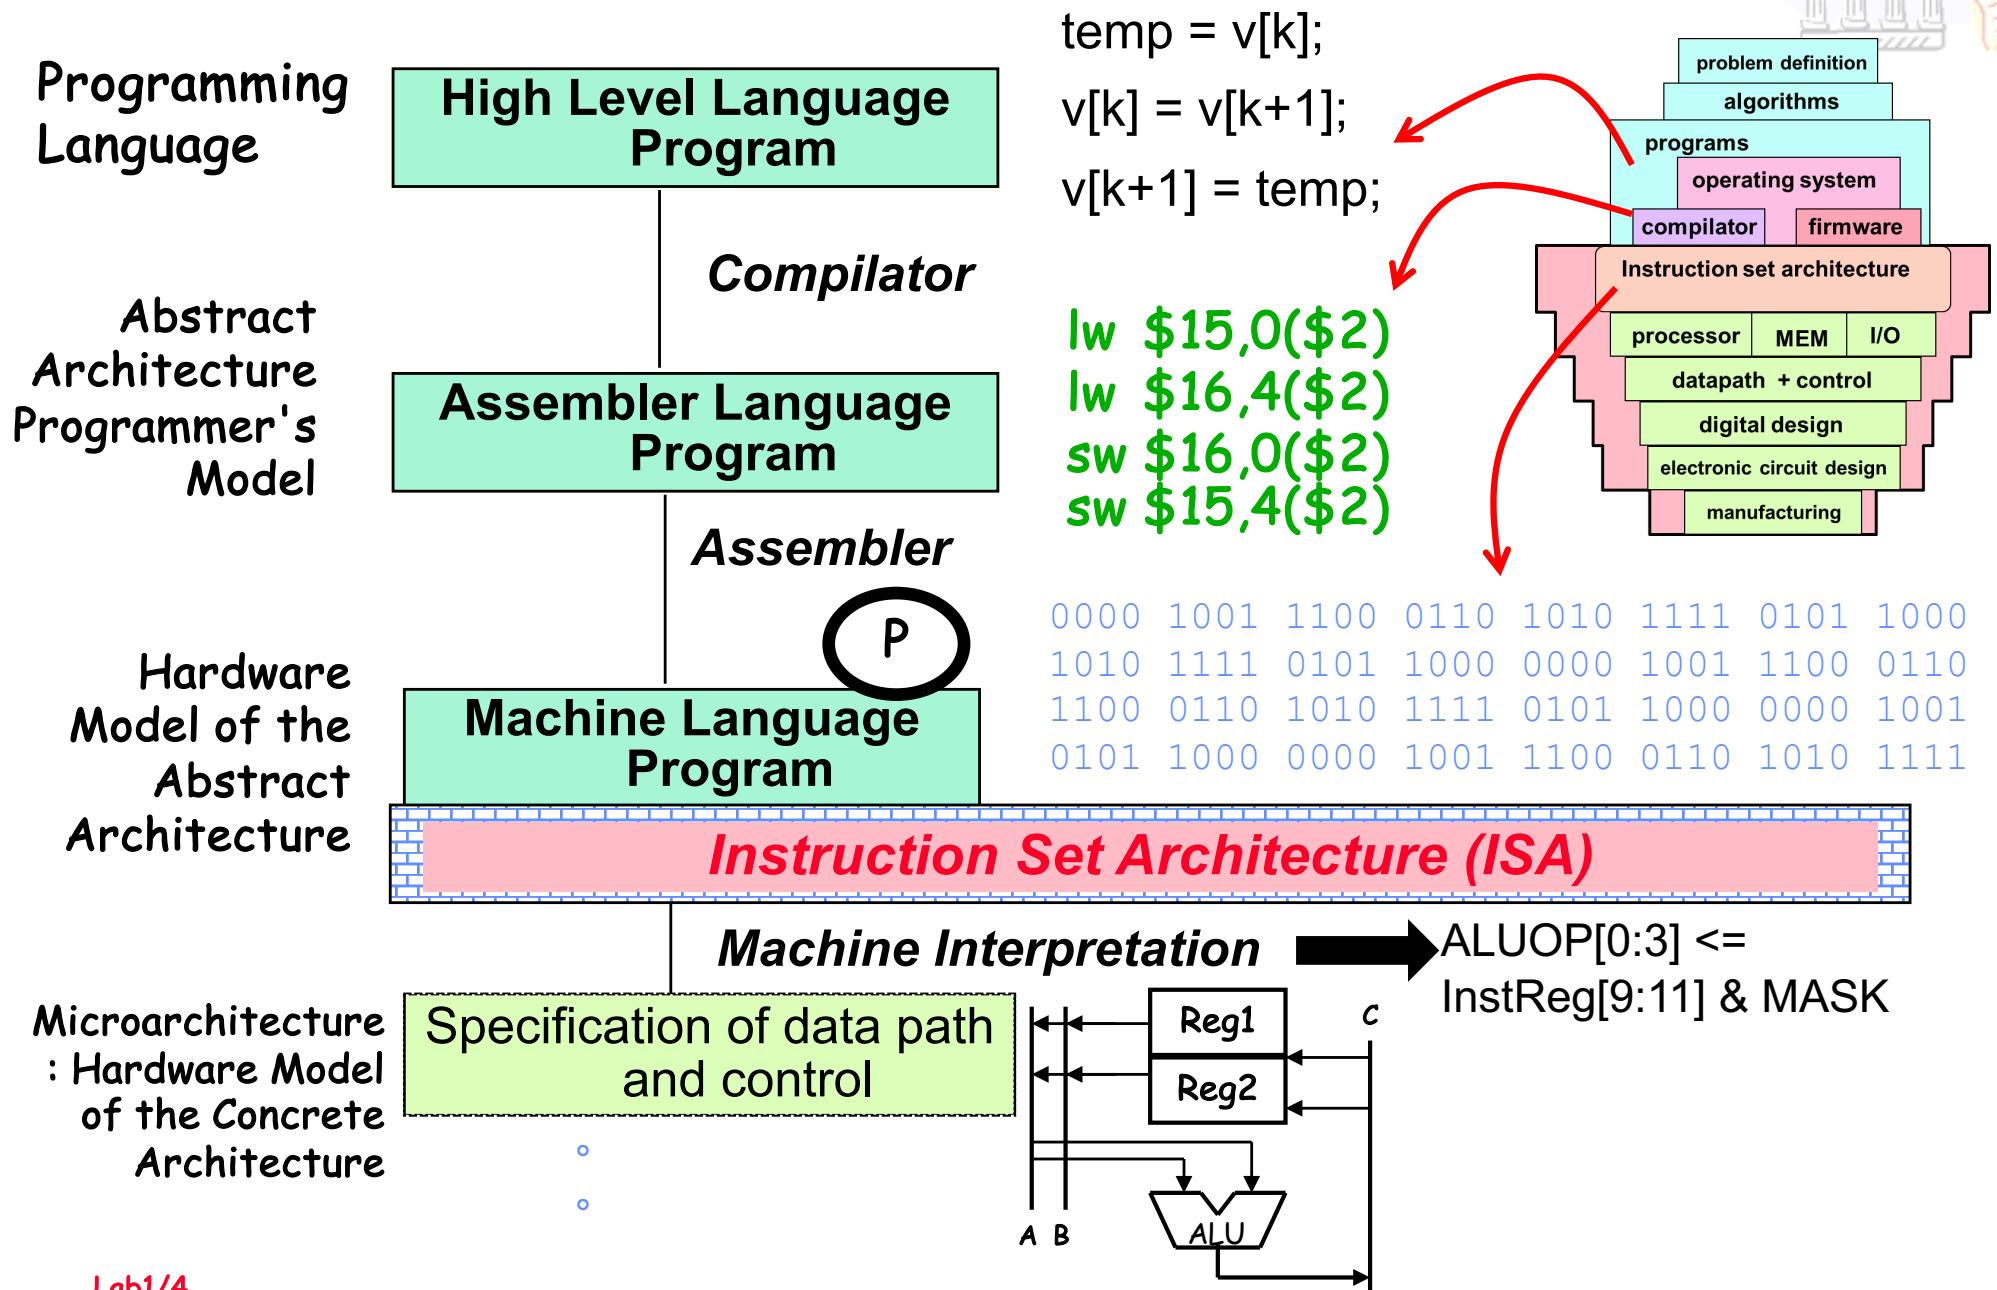 Programming
Language
High Level Language
Program
temp = v[k];
v[k] = v[k+1];
v[k+1] = temp;
problem definition
algorithms
programs
operating system
compilator
firmware
Instruction set architecture
processor
MEM
I/O
datapath + control
digital design
electronic circuit design
manufacturing
Compilator
Abstract
Architecture
Programmer's
Model
Assembler Language
Program
lw $15,0($2)
lw $16,4($2)
sw $16,0($2)
sw $15,4($2)
Assembler
P
Hardware
Model of the
Abstract
Architecture
Machine Language
Program
0000 1001 1100 0110 1010 1111 0101 1000
1010 1111 0101 1000 0000 1001 1100 0110
1100 0110 1010 1111 0101 1000 0000 1001
0101 1000 0000 1001 1100 0110 1010 1111
Instruction Set Architecture (ISA)
Machine Interpretation
ALUOP[0:3] <=
InstReg[9:11] & MASK
Microarchitecture
: Hardware Model
of the Concrete
Architecture
Specification of data path
and control
Reg1
Reg2
C
A B
ALU
Lab1/4